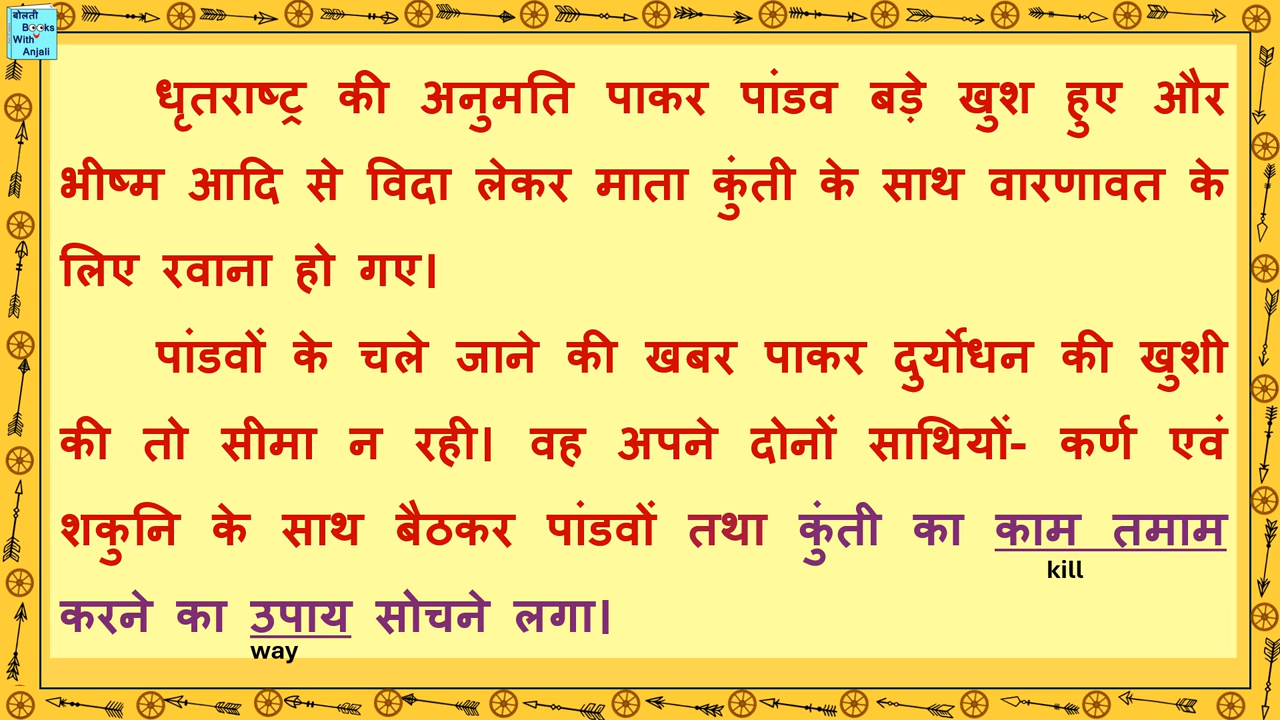 बोलती
Books
With
Anjali
धृतराष्ट्र की अनुमति पाकर पांडव बड़े खुश हुए और
भीष्म आदि से विदा लेकर माता कुंती के साथ वारणावत के
लिए रवाना हो गए।
पांडवों के चले जाने की खबर पाकर दुर्योधन की खुशी
की तो सीमा न रही। वह अपने दोनों साथियों- कर्ण एवं
शकुनि के साथ बैठकर पांडवों तथा कुंती का काम तमाम
kill
करने का उपाय सोचने लगा।
way